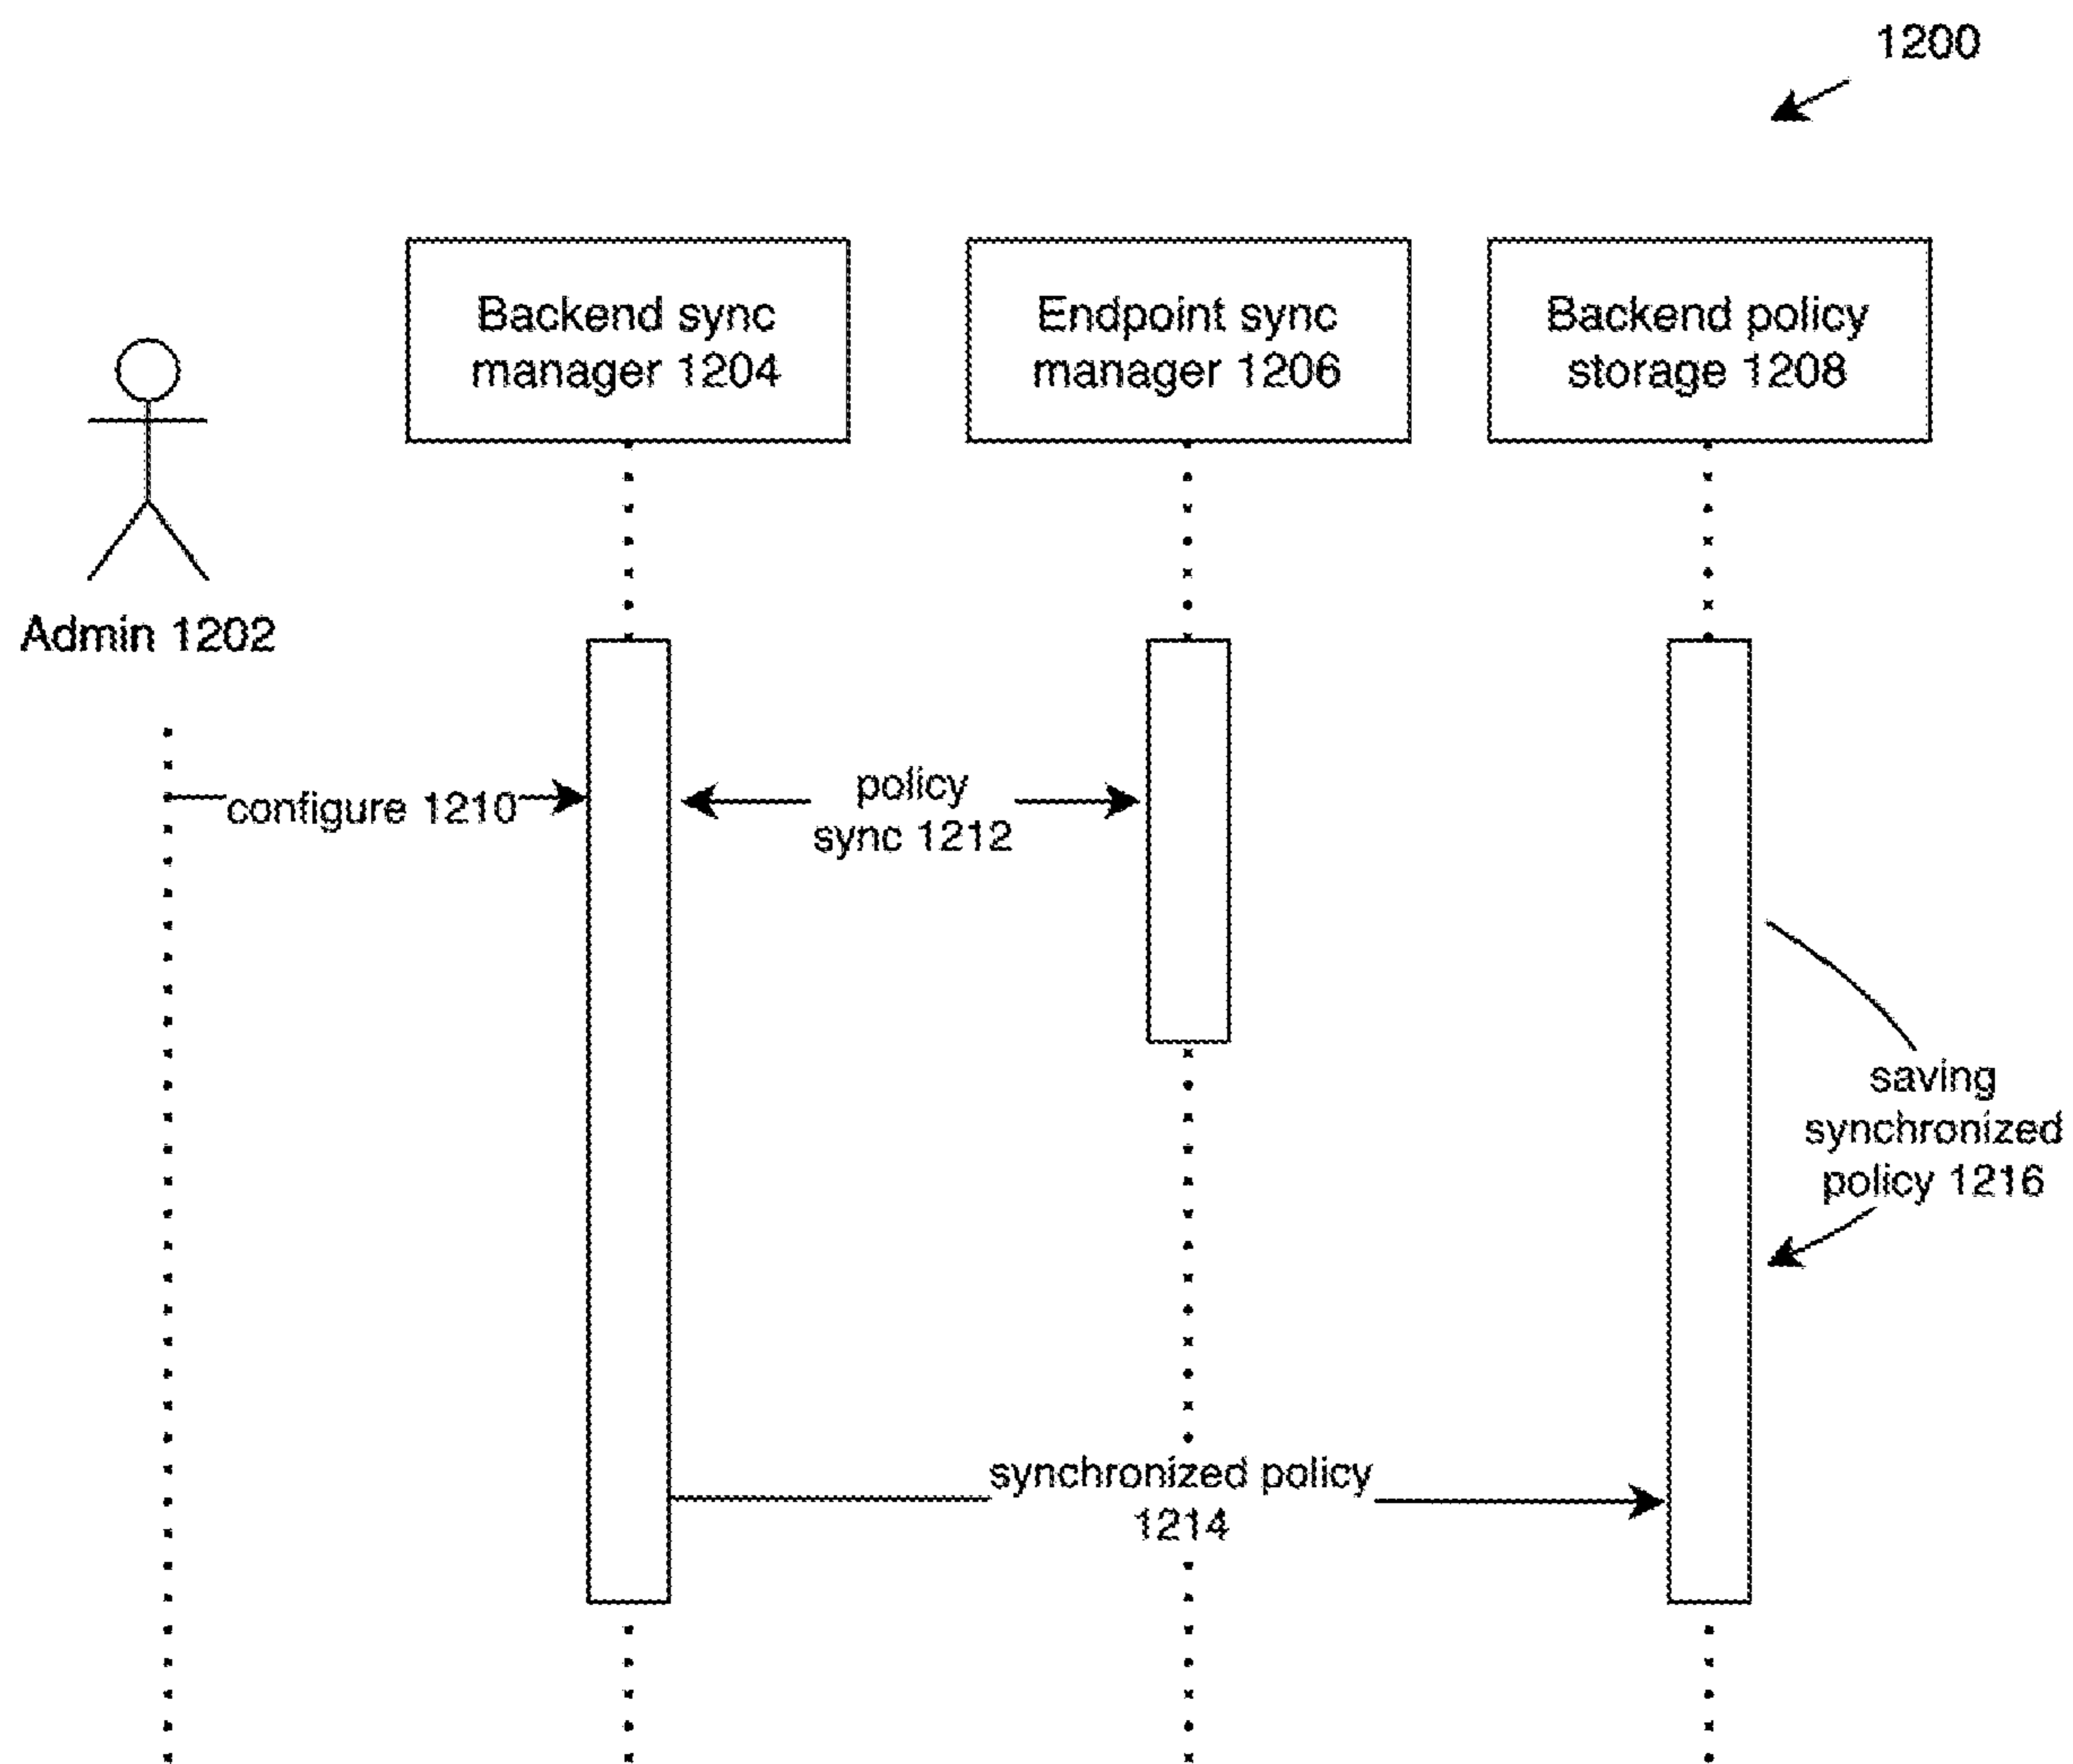 1200
Backend sync
manager 1204
Endpoint sync
manager 1206
Backend policy
storage 1208
Admin 1202
configure 1210
policy
sync 1212
saving
synchronized
policy 1216
synchronized policy
1214